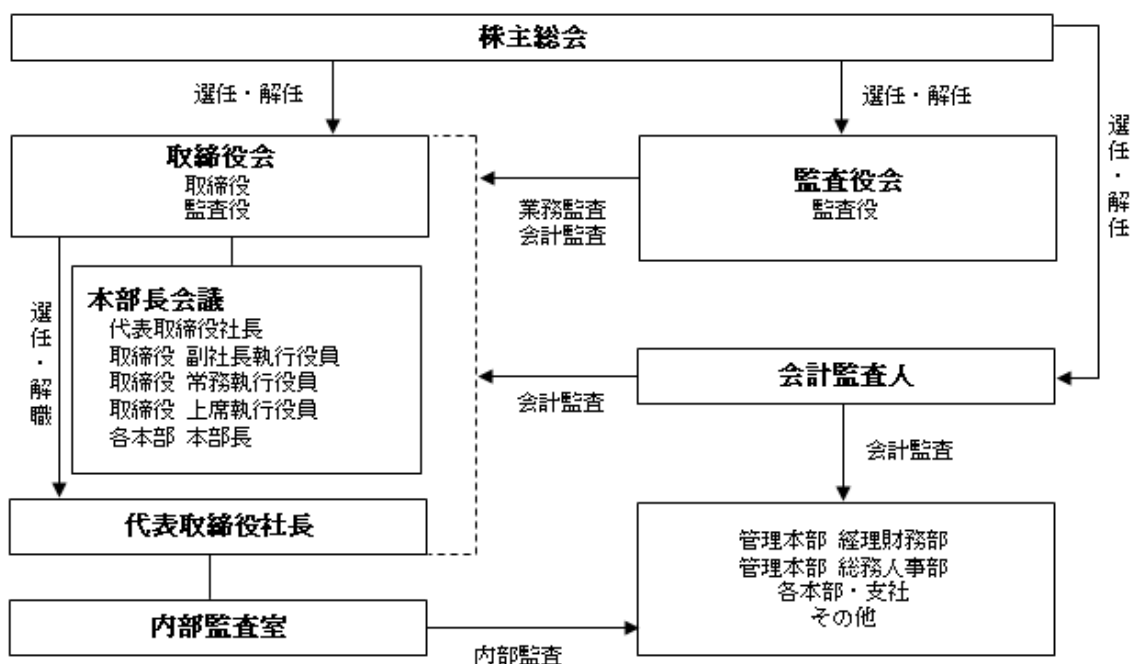 株主総会
選任・解任
選任・解任
選任・解任
取締役会
取締役
監査役
業務監査
会計監査
監査役会
監査役
選任・解職
本部長会議
代表取締役社長
取締役 副社長執行役員
取締役 常務執行役員
取締役 上席執行役員
各本部 本部長
会計監査
会計監査人
会計監査
代表取締役社長
管理本部 経理財務部
管理本部 総務人事部
各本部・支社
その他
内部監査室
内部監査